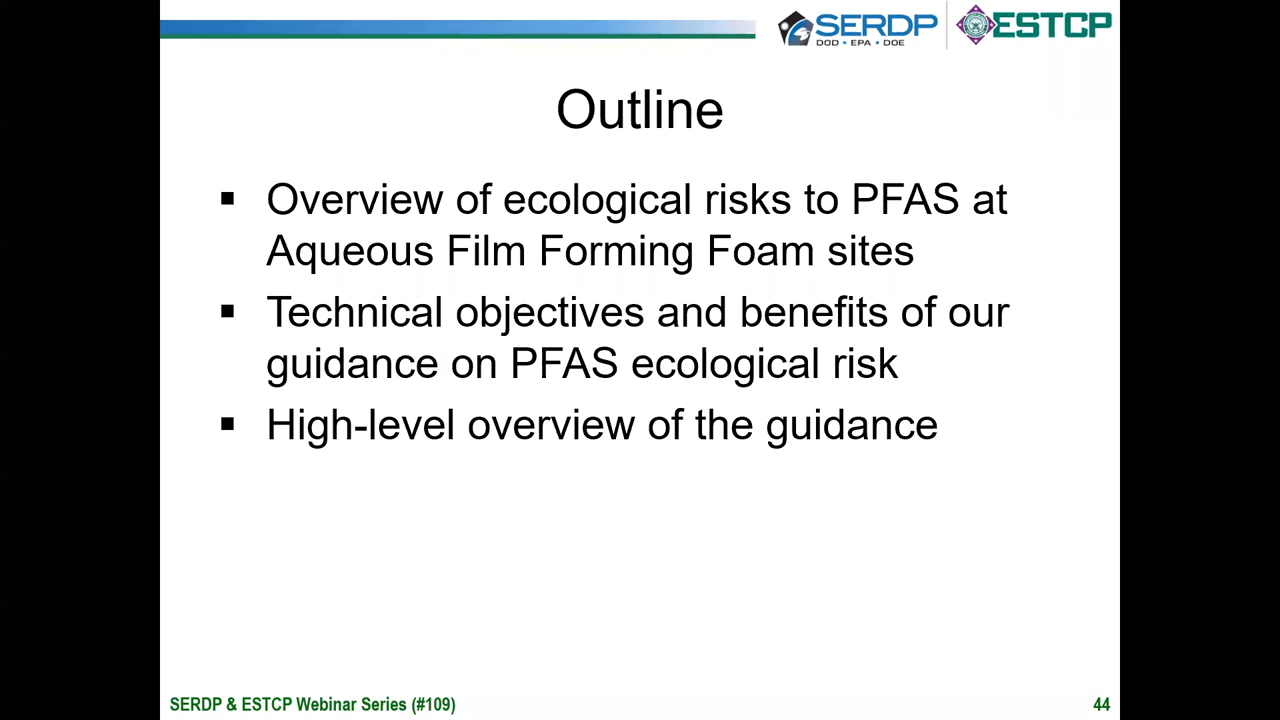 SERDP
DOD • EPA • DOE
ESTCP
Outline
▪ Overview of ecological risks to PFAS at
Aqueous Film Forming Foam sites
▪ Technical objectives and benefits of our
guidance on PFAS ecological risk
▪ High-level overview of the guidance
SERDP & ESTCP Webinar Series (#109)
44